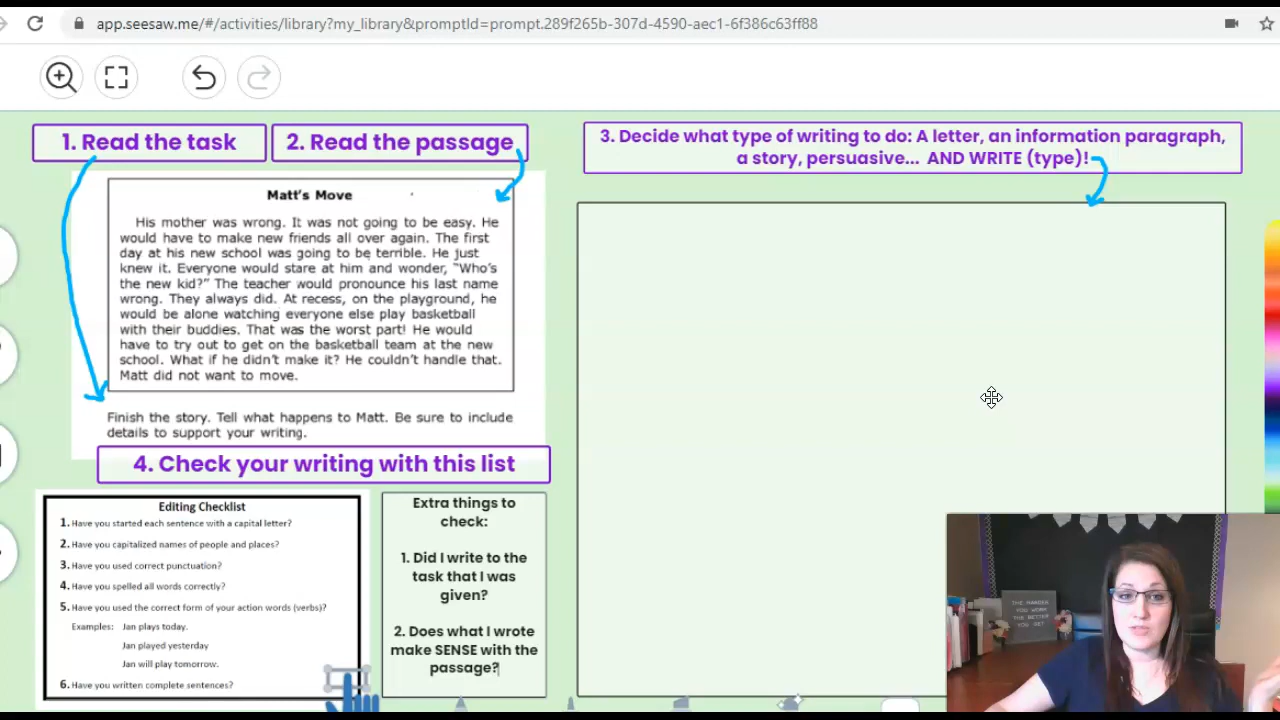 app.seesaw.me/#/activities/library?my_library&promptId=prompt.289f265b-307d-4590-aec1-6f386c63ff88
1. Read the task
2. Read the passage
3. Decide what type of writing to do: A letter, an information paragraph,
a story, persuasive... AND WRITE (type)!
Matt's Move
His mother was wrong. It was not going to be easy. He
would have to make new friends all over again. The first
day at his new school was going to be terrible. He just
knew it. Everyone would stare at him and wonder, "Who's
the new kid?" The teacher would pronounce his last name
wrong. They always did. At recess, on the playground, he
would be alone watching everyone else play basketball
with their buddies. That was the worst part! He would
have to try out to get on the basketball team at the new
school. What if he didn't make it? He couldn't handle that.
Matt did not want to move.
Finish the story. Tell what happens to Matt. Be sure to include
details to support your writing.
4. Check your writing with this list
Editing Checklist
1. Have you started each sentence with a capital letter?
2. Have you capitalized names of people and places?
3. Have you used correct punctuation?
4. Have you spelled all words correctly?
5. Have you used the correct form of your action words (verbs)?
Examples: Jan plays today.
Jan played yesterday
Jan will play tomorrow.
6. Have you written complete sentences?
Extra things to
check:
1. Did I write to the
task that I was
given?
2. Does what I wrote
make SENSE with the
passage?
THE HARDER
YOU WORK
THE BETTER
YOU GET